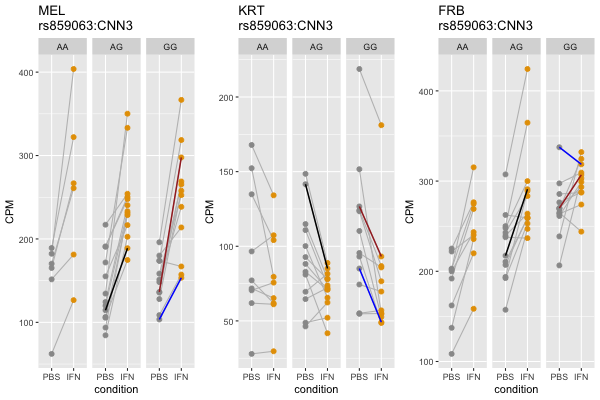 MEL
rs859063:CNN3
AA AG GG
400
300
200
100
CPM
PBS IFN PBS IFN PBS IFN
condition
KRT
rs859063:CNN3
AA AG GG
200
150
100
50
CPM
PBS IFN PBS IFN PBS IFN
condition
FRB
rs859063:CNN3
AA AG GG
400
300
200
100
CPM
PBS IFN PBS IFN PBS IFN
condition